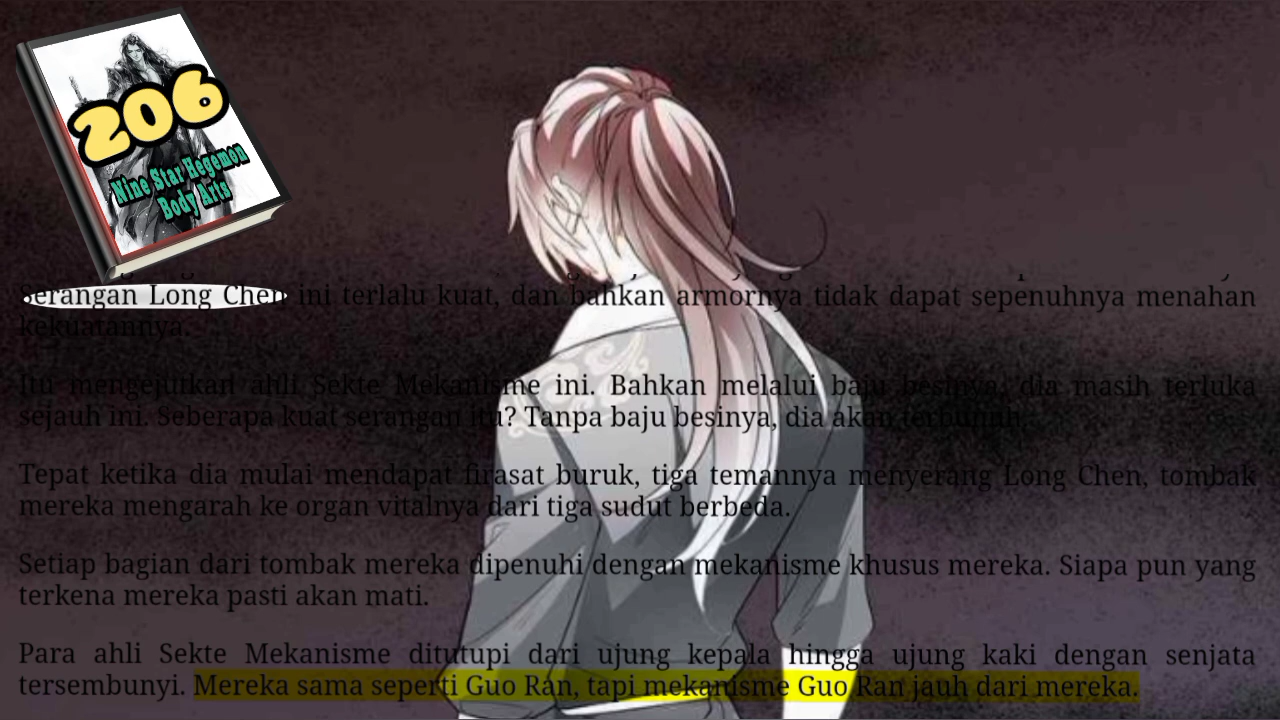 206
Nine Star Hegemon
Body Arts
Serangan Long Chen ini terlalu kuat, dan bahkan armornya tidak dapat sepenuhnya menahan
kekuatannya.
Itu mengejutkan ahli Sekte Mekanisme ini. Bahkan melalui baju besinya, dia masih terluka
sejauh ini. Seberapa kuat serangan itu? Tanpa baju besinya, dia akan terbunuh.
Tepat ketika dia mulai mendapat firasat buruk, tiga temannya menyerang Long Chen, tombak
mereka mengarah ke organ vitalnya dari tiga sudut berbeda.
Setiap bagian dari tombak mereka dipenuhi dengan mekanisme khusus mereka. Siapa pun yang
terkena mereka pasti akan mati.
Para ahli Sekte Mekanisme ditutupi dari ujung kepala hingga ujung kaki dengan senjata
tersembunyi. Mereka sama seperti Guo Ran, tapi mekanisme Guo Ran jauh dari mereka.